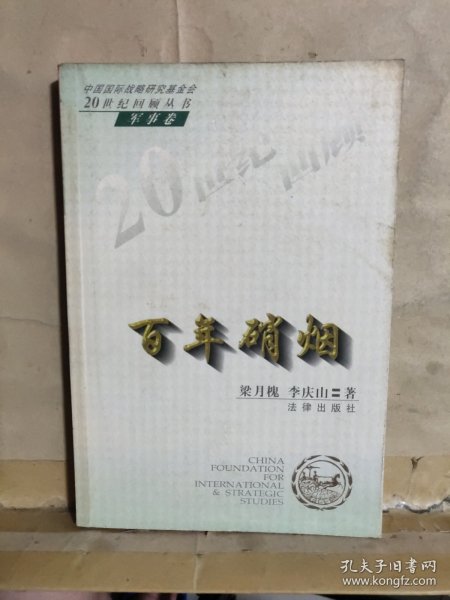 中国国际战略研究基金会
20世纪回顾丛书
军事卷
20世纪回顾
百年硝烟
梁月槐 李庆山 著
法律出版社
CHINA
FOUNDATION
FOR
INTERNATIONAL
& STRATEGIC
STUDIES
孔夫子旧书网
www.kongfz.com